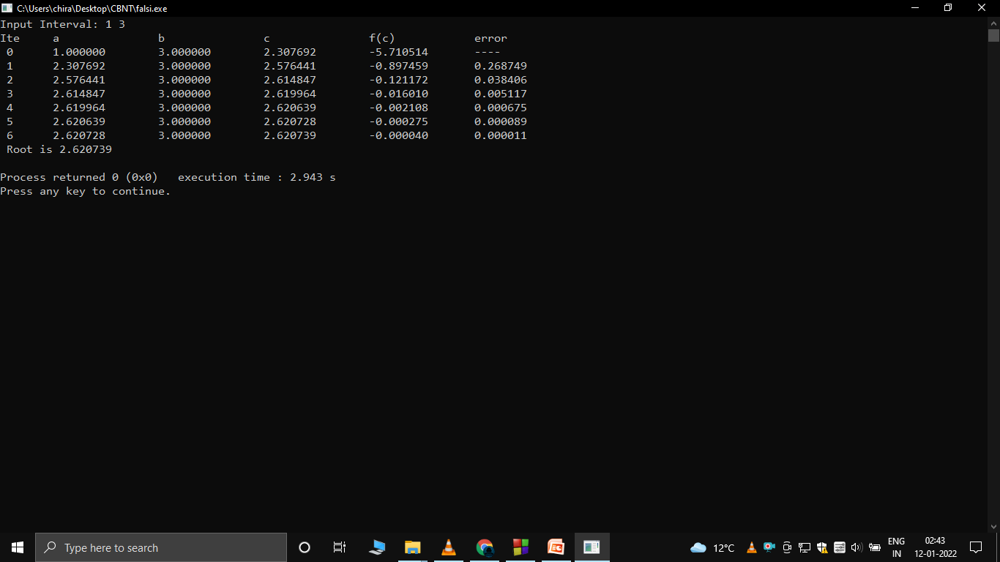 C:\Users\chira\Desktop\CBNT\falsi.exe
Input Interval: 1 3
Ite a b c f(c) error
0 1.000000 3.000000 2.307692 -5.710514 ----
1 2.307692 3.000000 2.576441 -0.897459 0.268749
2 2.576441 3.000000 2.614847 -0.121172 0.038406
3 2.614847 3.000000 2.619964 -0.016010 0.005117
4 2.619964 3.000000 2.620639 -0.002108 0.000675
5 2.620639 3.000000 2.620728 -0.000275 0.000089
6 2.620728 3.000000 2.620739 -0.000040 0.000011
Root is 2.620739
Process returned 0 (0x0) execution time : 2.943 s
Press any key to continue.
Type here to search
12°C
ENG
IN
02:43
12-01-2022